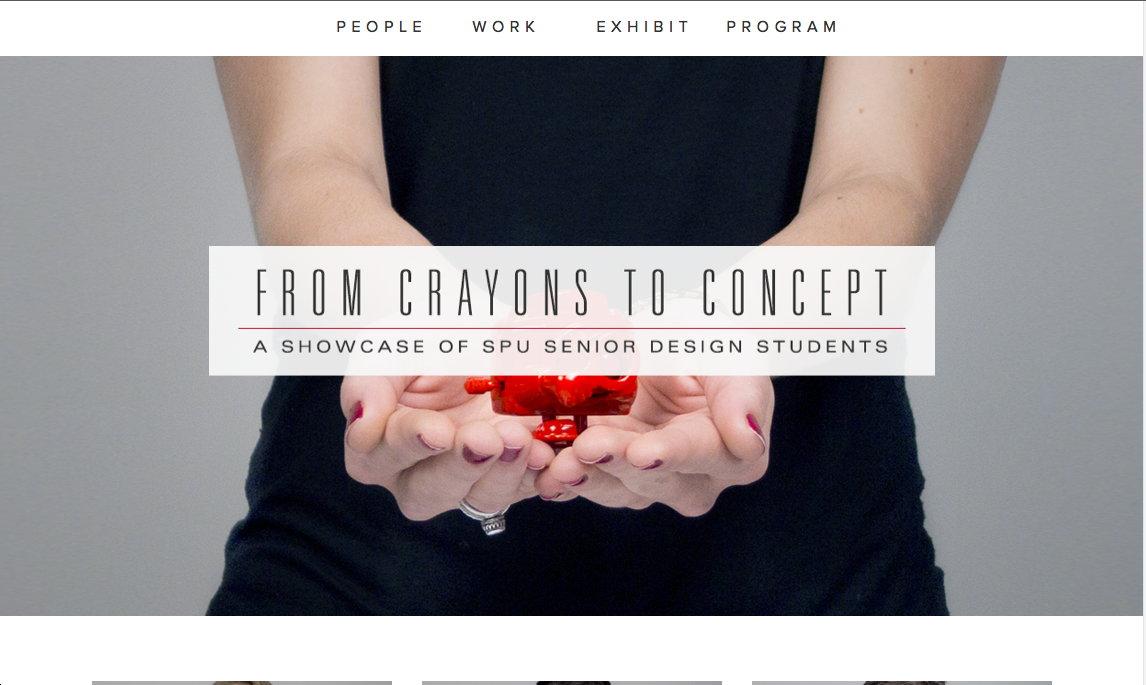 PEOPLE WORK EXHIBIT PROGRAM
FROM CRAYONS TO CONCEPT
A SHOWCASE OF SPU SENIOR DESIGN STUDENTS